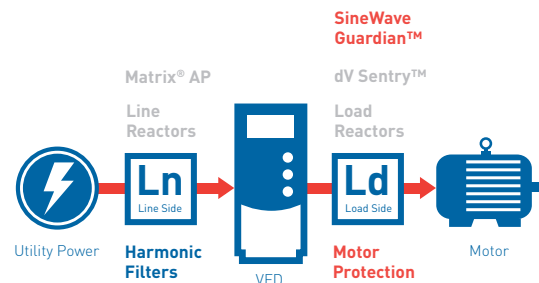 SineWave
Guardian™
Matrix® AP
dV Sentry™
Line
Reactors
Load
Reactors
Ln
Line Side
Ld
Load Side
Utility Power
Harmonic
Filters
VFD
Motor
Protection
Motor